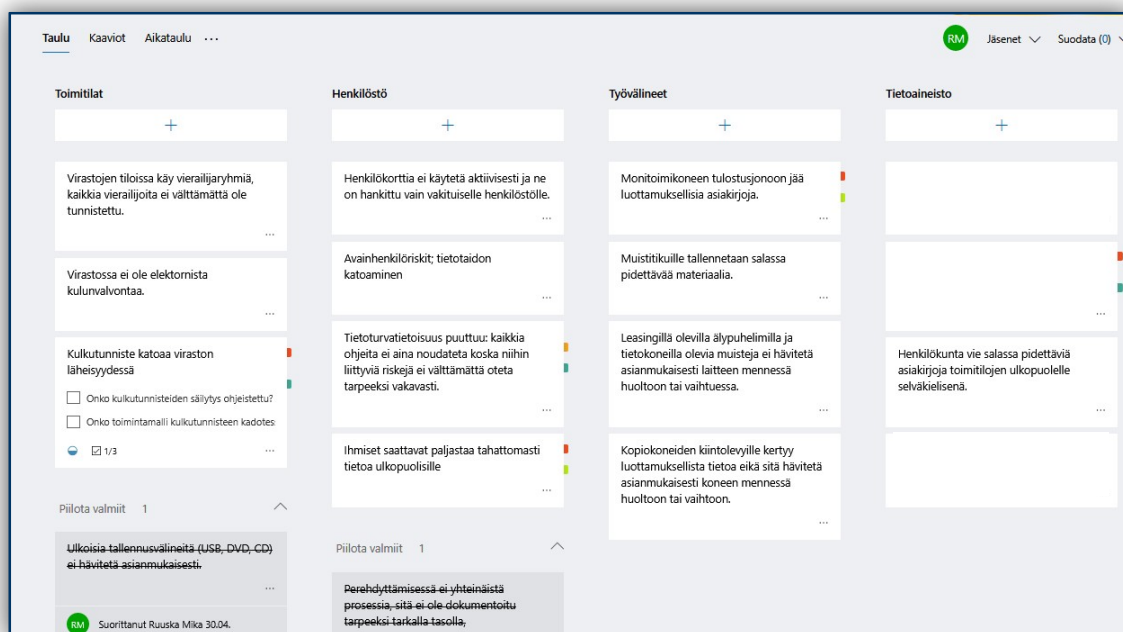 Taulu Kaaviot Aikataulu ...
RM Jäsenet Suodata (0)
Toimitilat
+
Virastojen tiloissa käy vierailijaryhmiä,
kaikkia vierailijoita ei välttämättä ole
tunnistettu.
...
Virastossa ei ole elektornista
kulunvalvontaa.
...
Kulkutunniste katoaa viraston
läheisyydessä
Onko kulkutunnisteiden säilytys ohjeistettu?
Onko toimintamalli kulkutunnisteen kadotes
1/3 ...
Piilota valmiit 1
Ulkoisia tallennusvälineitä (USB, DVD, CD)
ei hävitetä asianmukaisesti.
...
RM Suorittanut Ruuska Mika 30.04.
Henkilöstö
+
Henkilökorttia ei käytetä aktiivisesti ja ne
on hankittu vain vakituiselle henkilöstölle.
...
Avainhenkilöriskit; tietotaidon
katoaminen
...
Tietoturvatietoisuus puuttuu: kaikkia
ohjeita ei aina noudateta koska niihin
liittyviä riskejä ei välttämättä oteta
tarpeeksi vakavasti.
...
Ihmiset saattavat paljastaa tahattomasti
tietoa ulkopuolisille
...
Piilota valmiit 1
Perehdyttämisessä ei yhteinäistä
prosessia, sitä ei ole dokumentoitu
tarpeeksi tarkalla tasolla,
Työvälineet
+
Monitoimikoneen tulostusjonoon jää
luottamuksellisia asiakirjoja.
...
Muistitikuille tallennetaan salassa
pidettävää materiaalia.
...
Leasingillä olevilla älypuhelimilla ja
tietokoneilla olevia muisteja ei hävitetä
asianmukaisesti laitteen mennessä
huoltoon tai vaihtuessa.
...
Kopiokoneiden kiintolevyille kertyy
luottamuksellista tietoa eikä sitä hävitetä
asianmukaisesti koneen mennessä
huoltoon tai vaihtoon.
...
Tietoaineisto
+
...
Henkilökunta vie salassa pidettäviä
asiakirjoja toimitilojen ulkopuolelle
selväkielisenä.
...